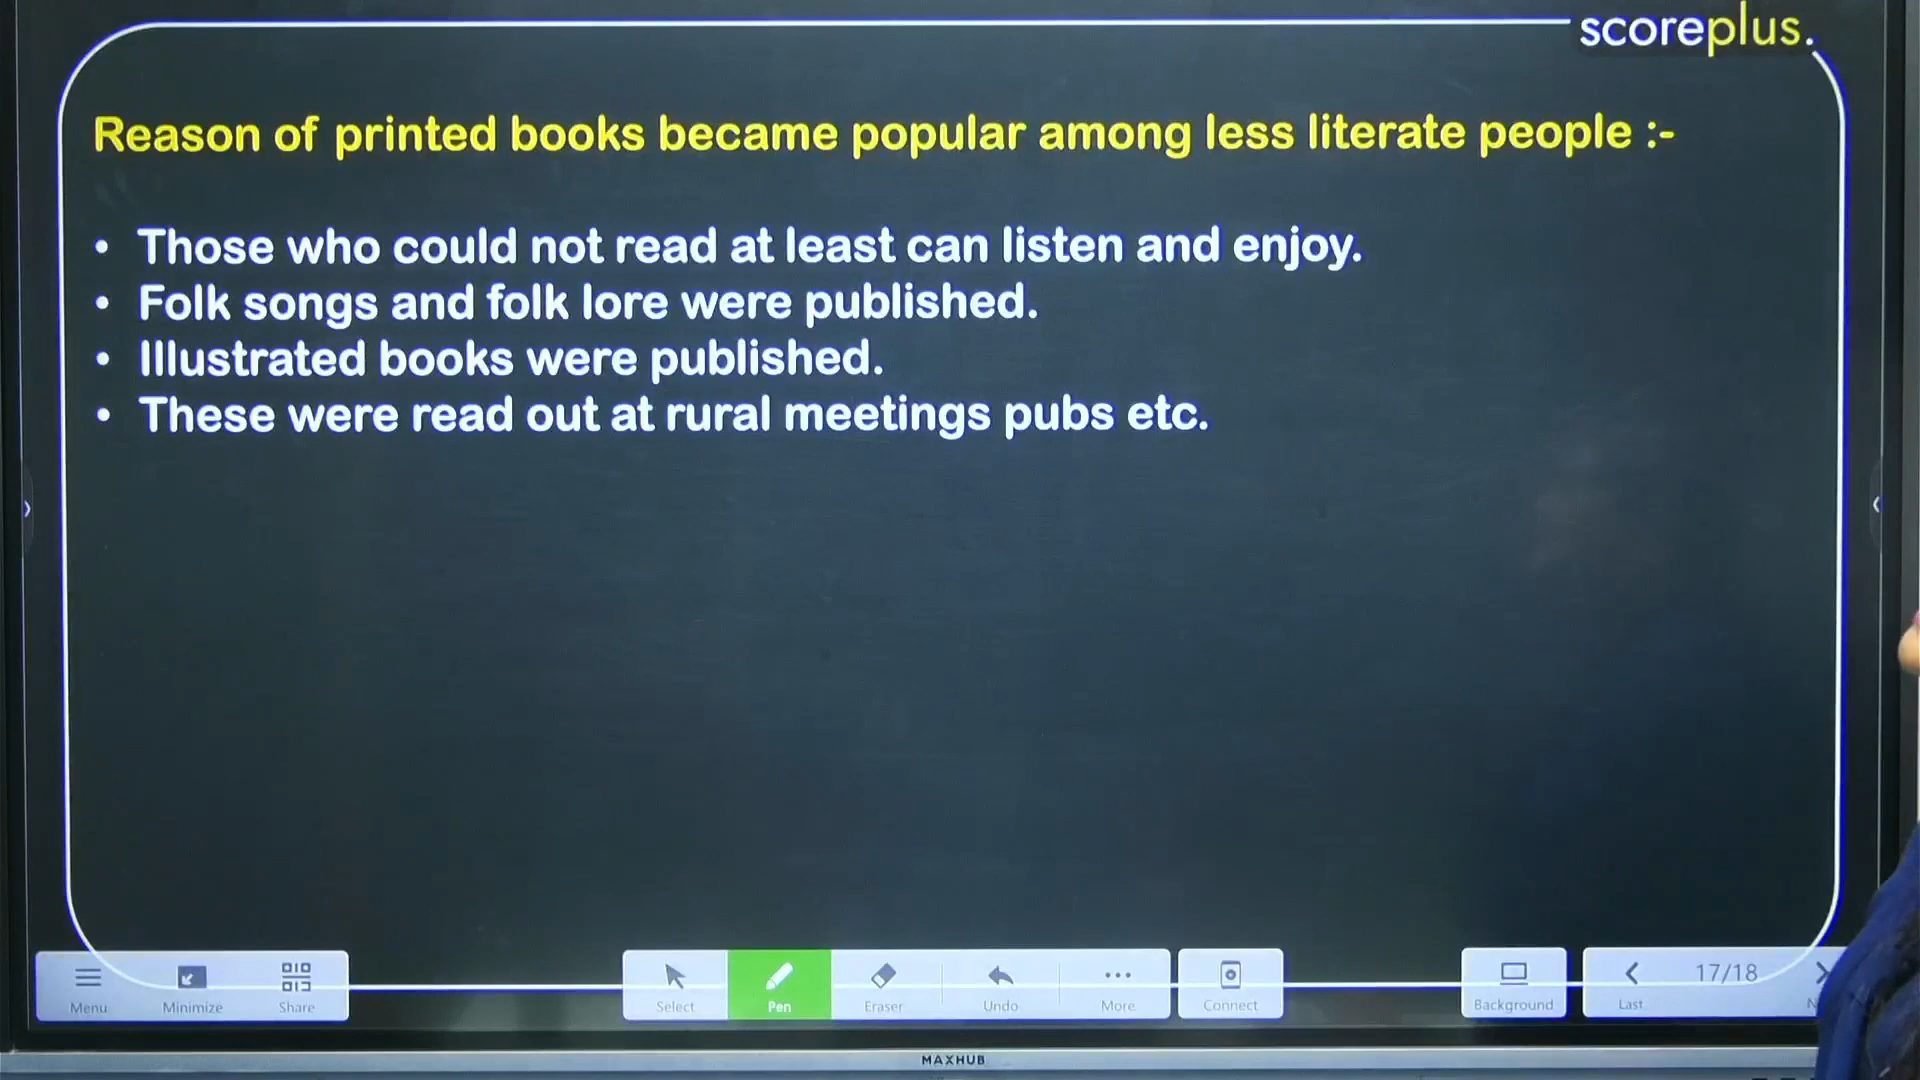 scoreplus.
Reason of printed books became popular among less literate people :-
• Those who could not read at least can listen and enjoy.
• Folk songs and folk lore were published.
• Illustrated books were published.
• These were read out at rural meetings pubs etc.
Menu
Minimize
Share
Select
Pen
Eraser
Undo
More
Connect
Background
Last
17/18
MAXHUB